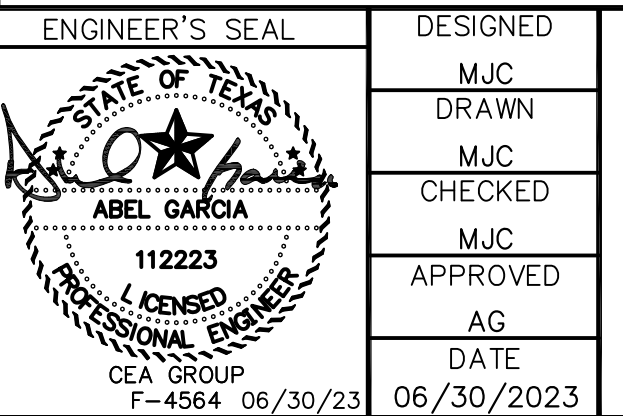 ENGINEER'S SEAL
STATE OF TEXAS
ABEL GARCIA
112223
LICENSED
PROFESSIONAL ENGINEER
CEA GROUP
F-4564 06/30/23
DESIGNED
MJC
DRAWN
MJC
CHECKED
MJC
APPROVED
AG
DATE
06/30/2023